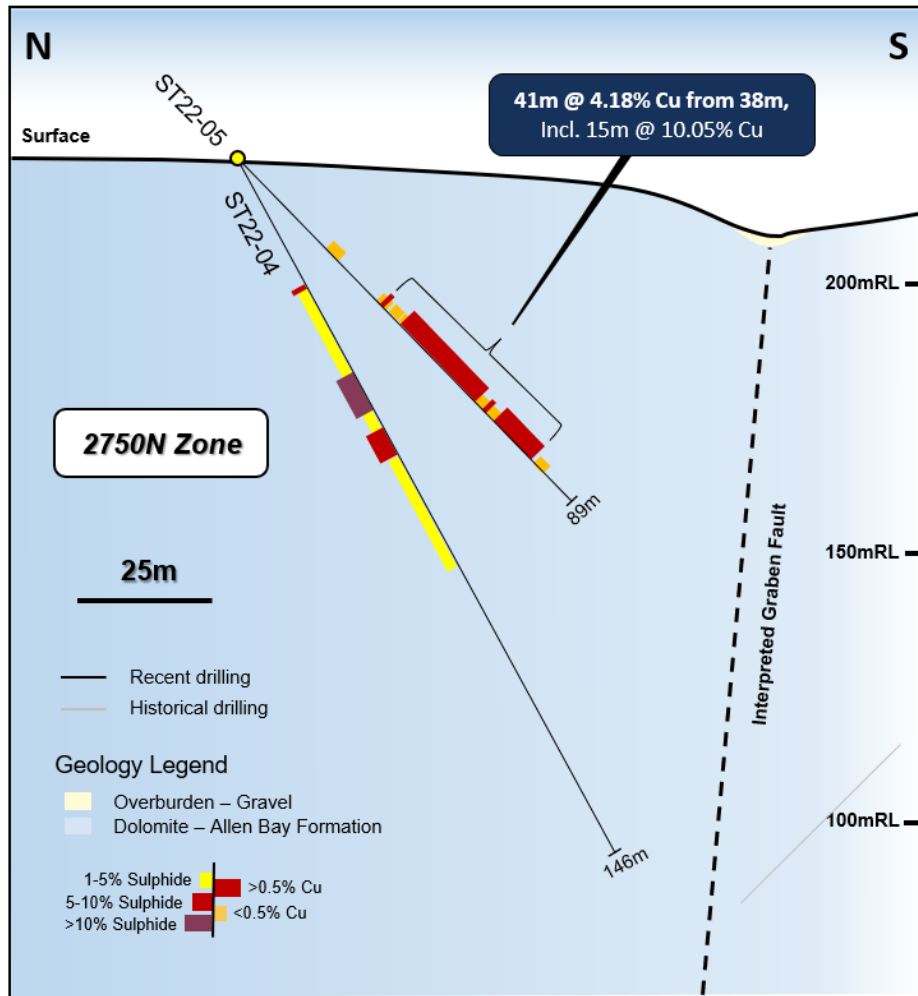 N
S
ST22-05
41m @ 4.18% Cu from 38m,
Incl. 15m @ 10.05% Cu
Surface
ST22-04
200mRL
2750N Zone
89m
150mRL
25m
Interpreted Graben Fault
Recent drilling
Historical drilling
Geology Legend
Overburden – Gravel
Dolomite – Allen Bay Formation
100mRL
146m
1-5% Sulphide
>0.5% Cu
5-10% Sulphide
<0.5% Cu
>10% Sulphide